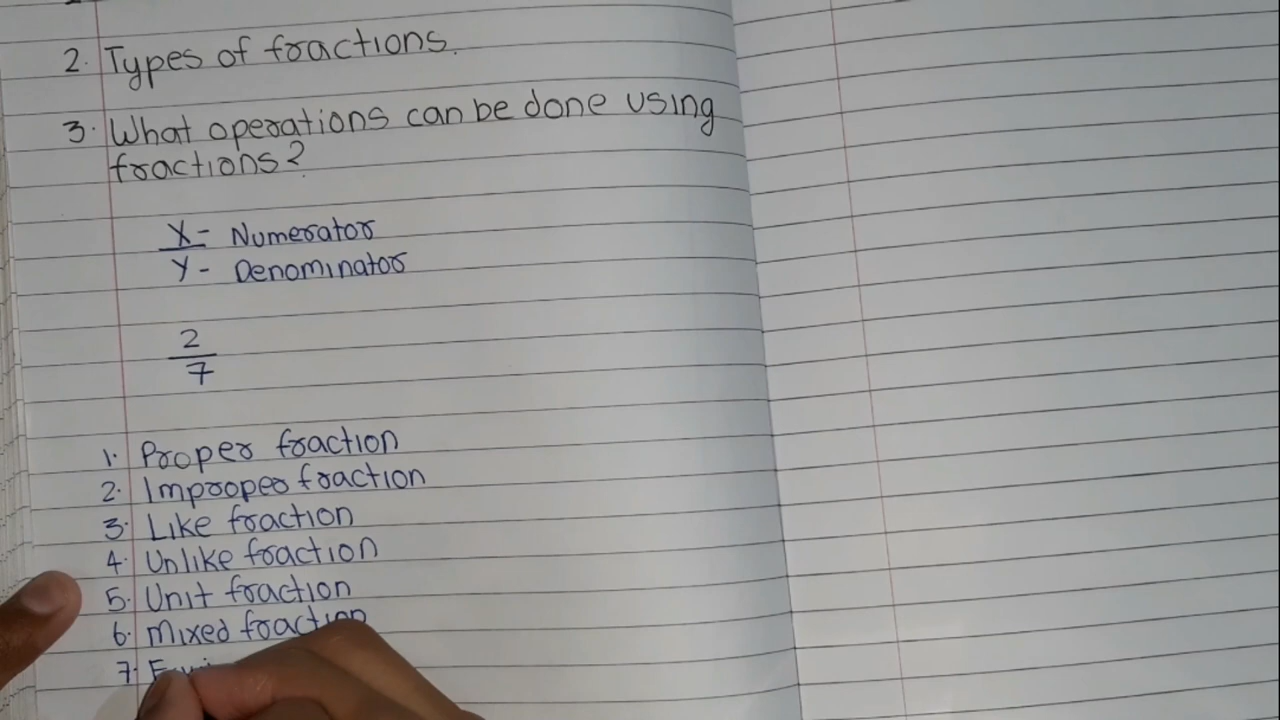 2. Types of fractions.
3. What operations can be done using
fractions?
X - Numerator
Y - Denominator
2
7
1. Proper fraction
2. Improper fraction
3. Like fraction
4. Unlike fraction
5. Unit fraction
6. Mixed fraction
7.